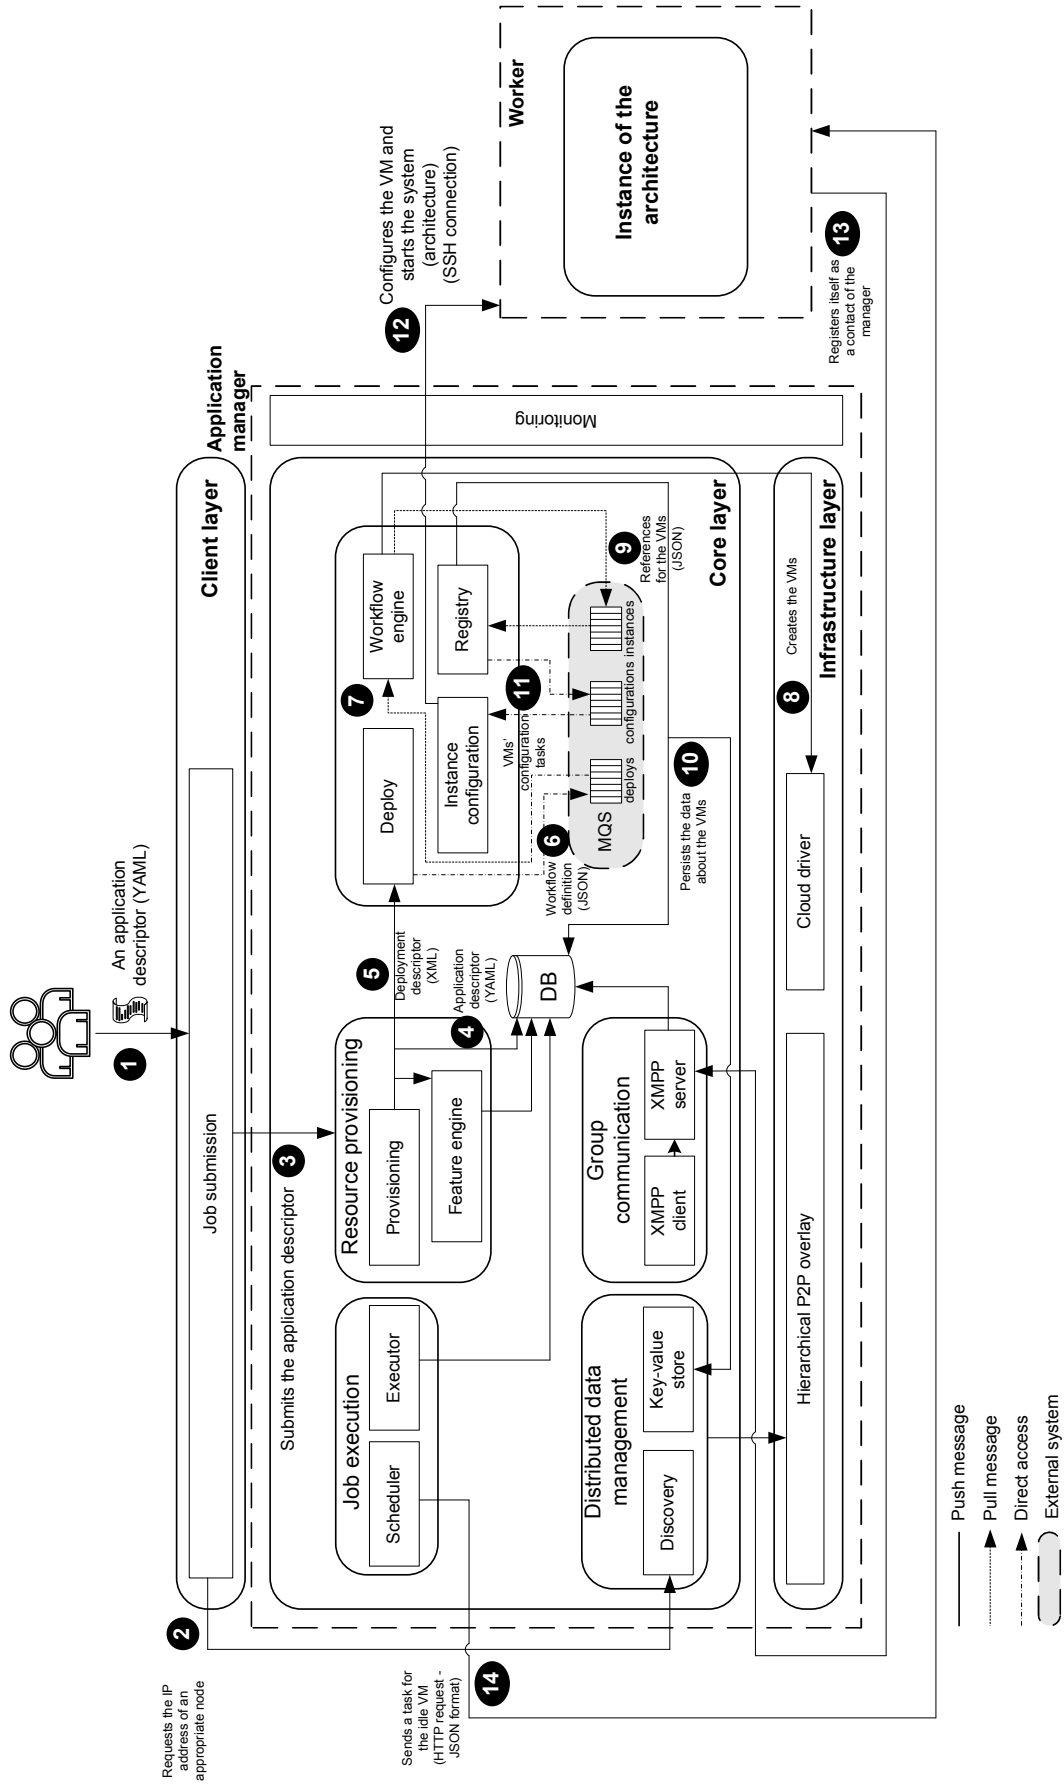 1
An application
descriptor (YAML)
Client layer
Job submission
2
Requests the IP
address of an
appropriate node
Application
manager
3
Submits the application descriptor
Core layer
Job execution
Scheduler
Executor
Resource provisioning
Provisioning
Feature engine
4
Application
descriptor
(YAML)
5
Deployment
descriptor
(XML)
Deploy
7
Workflow
engine
Instance
configuration
Registry
6
Workflow
definition
(JSON)
VMs'
configuration
tasks
11
MQS
deploys
configurations
instances
9
References
for the VMs
(JSON)
DB
10
Persists the data
about the VMs
Distributed data
management
Discovery
Key-value
store
Group
communication
XMPP
client
XMPP
server
Monitoring
Infrastructure layer
8
Creates the VMs
Hierarchical P2P overlay
Cloud driver
12
Configures the VM and
starts the system
(architecture)
(SSH connection)
Worker
Instance of the
architecture
13
Registers itself as
a contact of the
manager
14
Sends a task for
the idle VM
(HTTP request -
JSON format)
Push message
Pull message
Direct access
External system